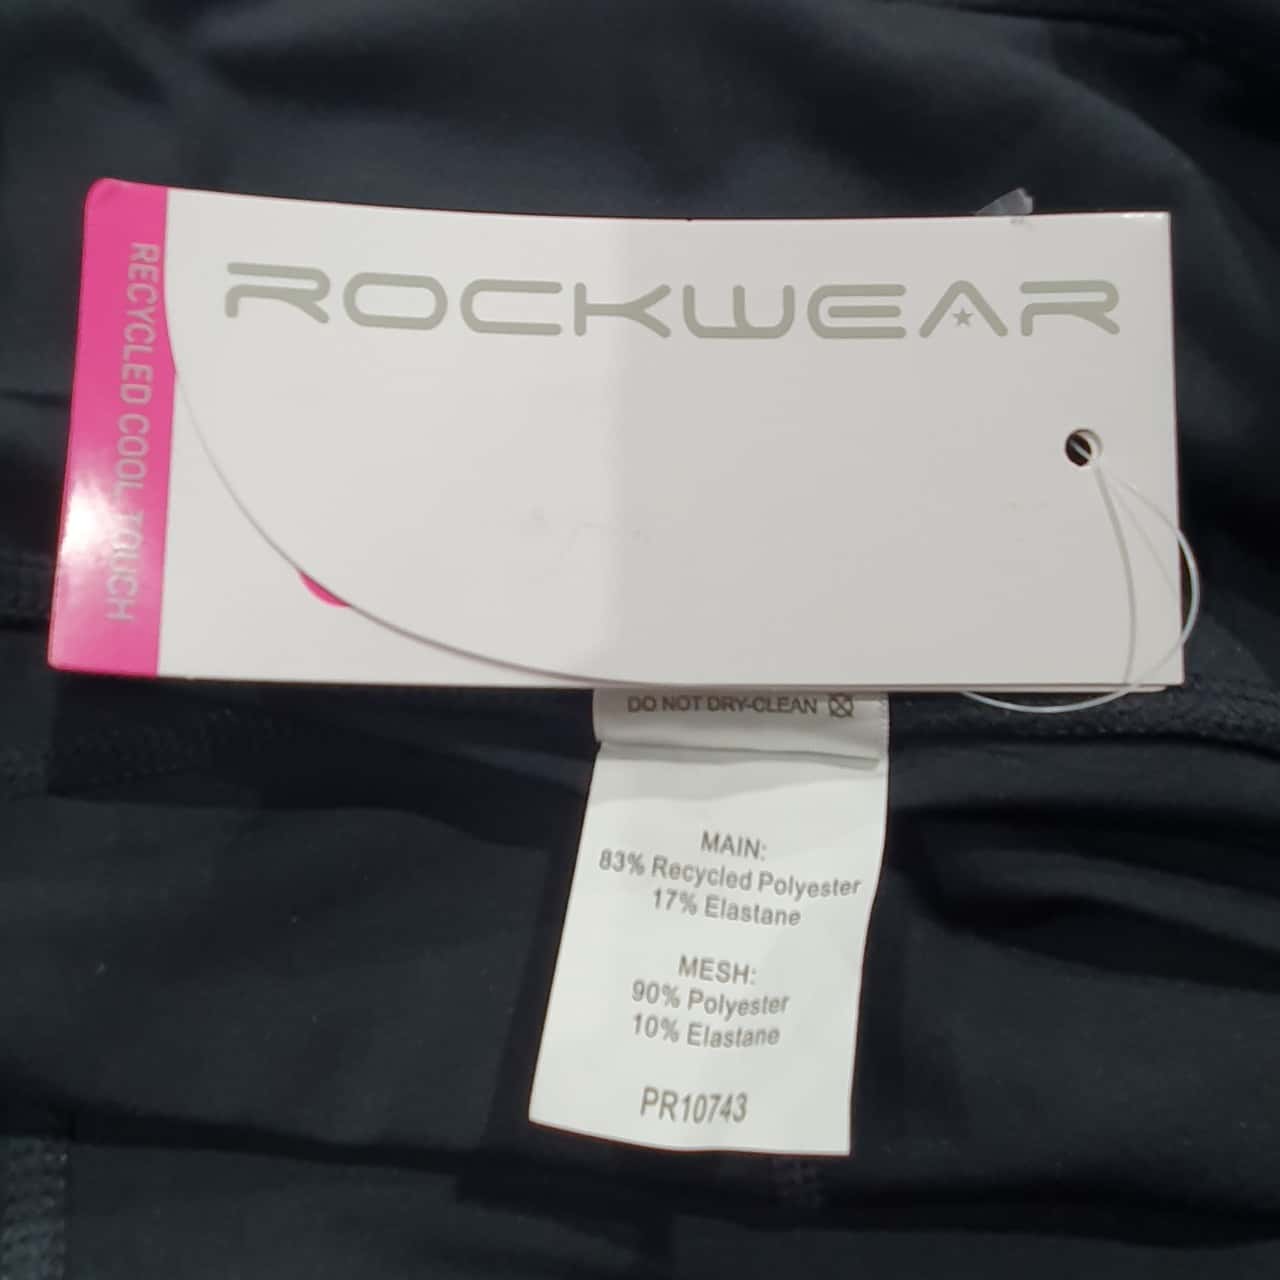 ROCKWEAR
RECYCLED COOL TOUCH
DO NOT DRY-CLEAN
MAIN:
83% Recycled Polyester
17% Elastane
MESH:
90% Polyester
10% Elastane
PR10743